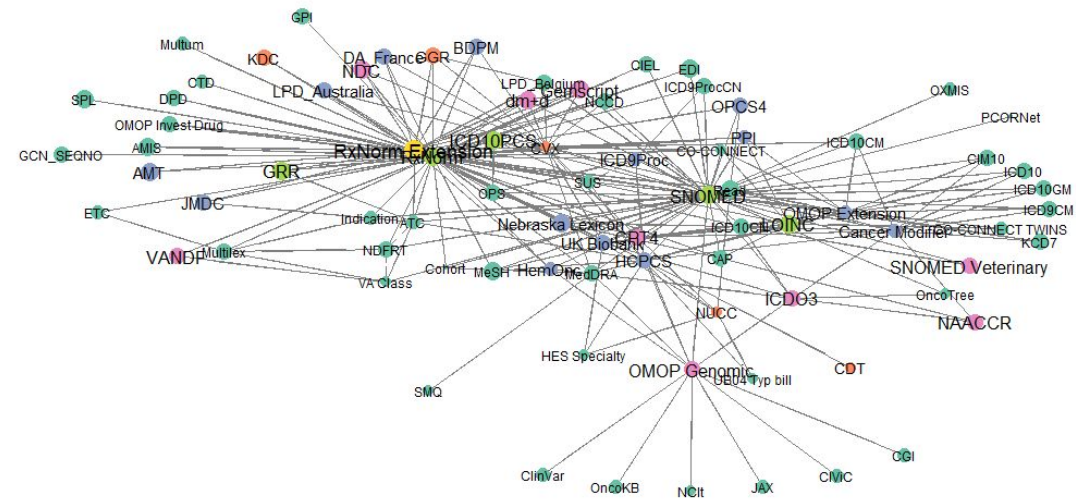 GPI
Multum
KDC
DA_France
GGR
BDPM
NDC
CTD
LPD_Australia
LPD_Belgium
CIEL
EDI
SPL
DPD
dm+d
Gemscript
NCCD
ICD9ProcCN
OPCS4
OXMIS
OMOP Invest Drug
PCORNet
GCN_SEQNO
AMIS
RxNorm Extension
RxNorm
ICD10PCS
CVX
PPI
CO-CONNECT
ICD10CM
AMT
GRR
ICD9Proc
CIM10
ICD10
SUS
SNOMED
Read
ICD10GM
ETC
JMDC
OPS
Indication
ATC
Nebraska Lexicon
CPT4
LOINC
OMOP Extension
ICD9CM
VANDF
Multilex
NDFRT
UK Biobank
Cancer Modifier
CO-CONNECT TWINS
KCD7
VA Class
Cohort
MeSH
HemOnc
MedDRA
HCPCS
CAP
SNOMED Veterinary
ICDO3
OncoTree
NUCC
NAACCR
HES Specialty
OMOP Genomic
UB04 Typ bill
CDT
SMQ
CGI
ClinVar
OncoKB
NCIt
JAX
CIViC